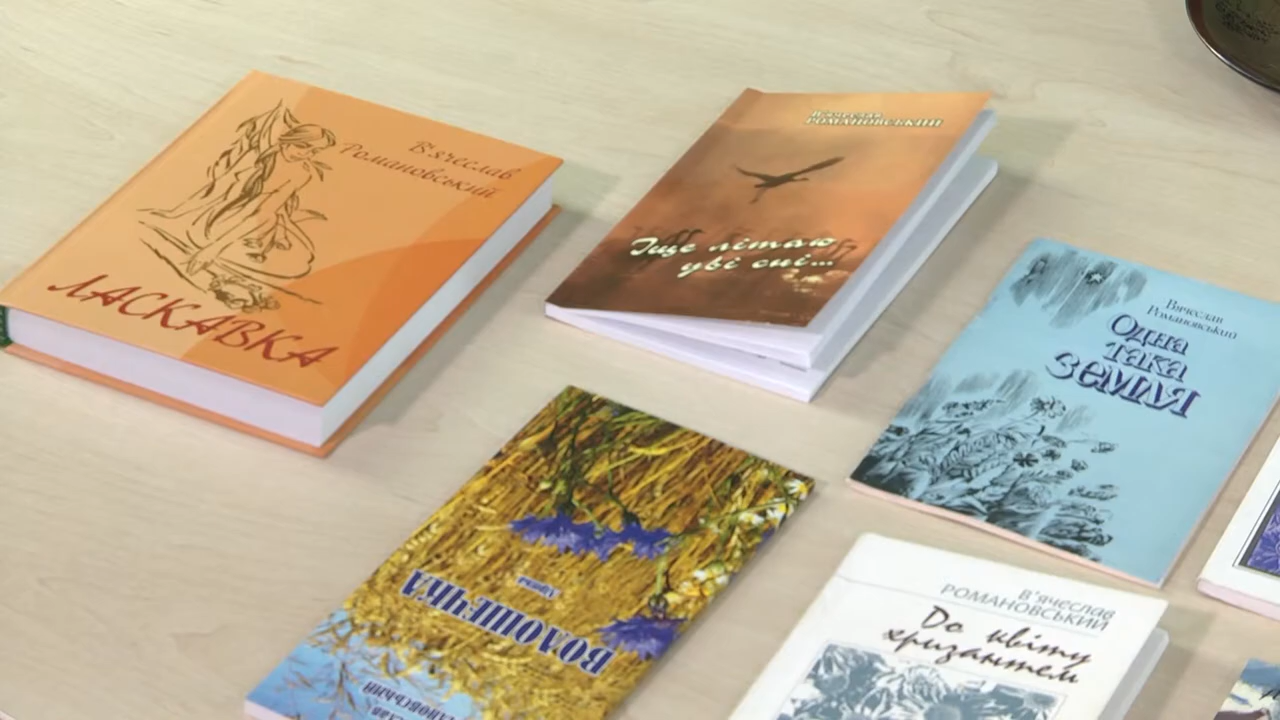 В'ячеслав
Романовський
ЛАСКАВКА
В'ячеслав
РОМАНОВСЬКИЙ
Іще літаю
уві сні...
Вячеслав
Романовський
Одна
така
земля
Лірика
ВОЛОШЕЧКА
В'ячеслав
РОМАНОВСЬКИЙ
До квіту
хризантем